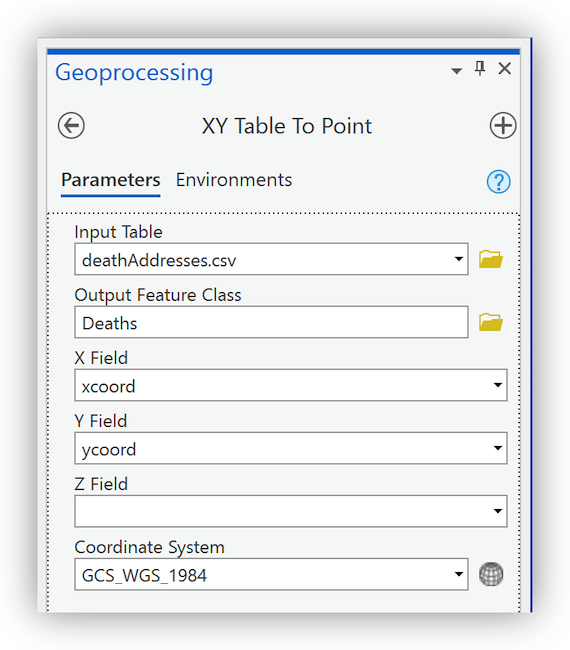 Geoprocessing
XY Table To Point
Parameters Environments
?
Input Table
deathAddresses.csv
Output Feature Class
Deaths
X Field
xcoord
Y Field
ycoord
Z Field
Coordinate System
GCS_WGS_1984